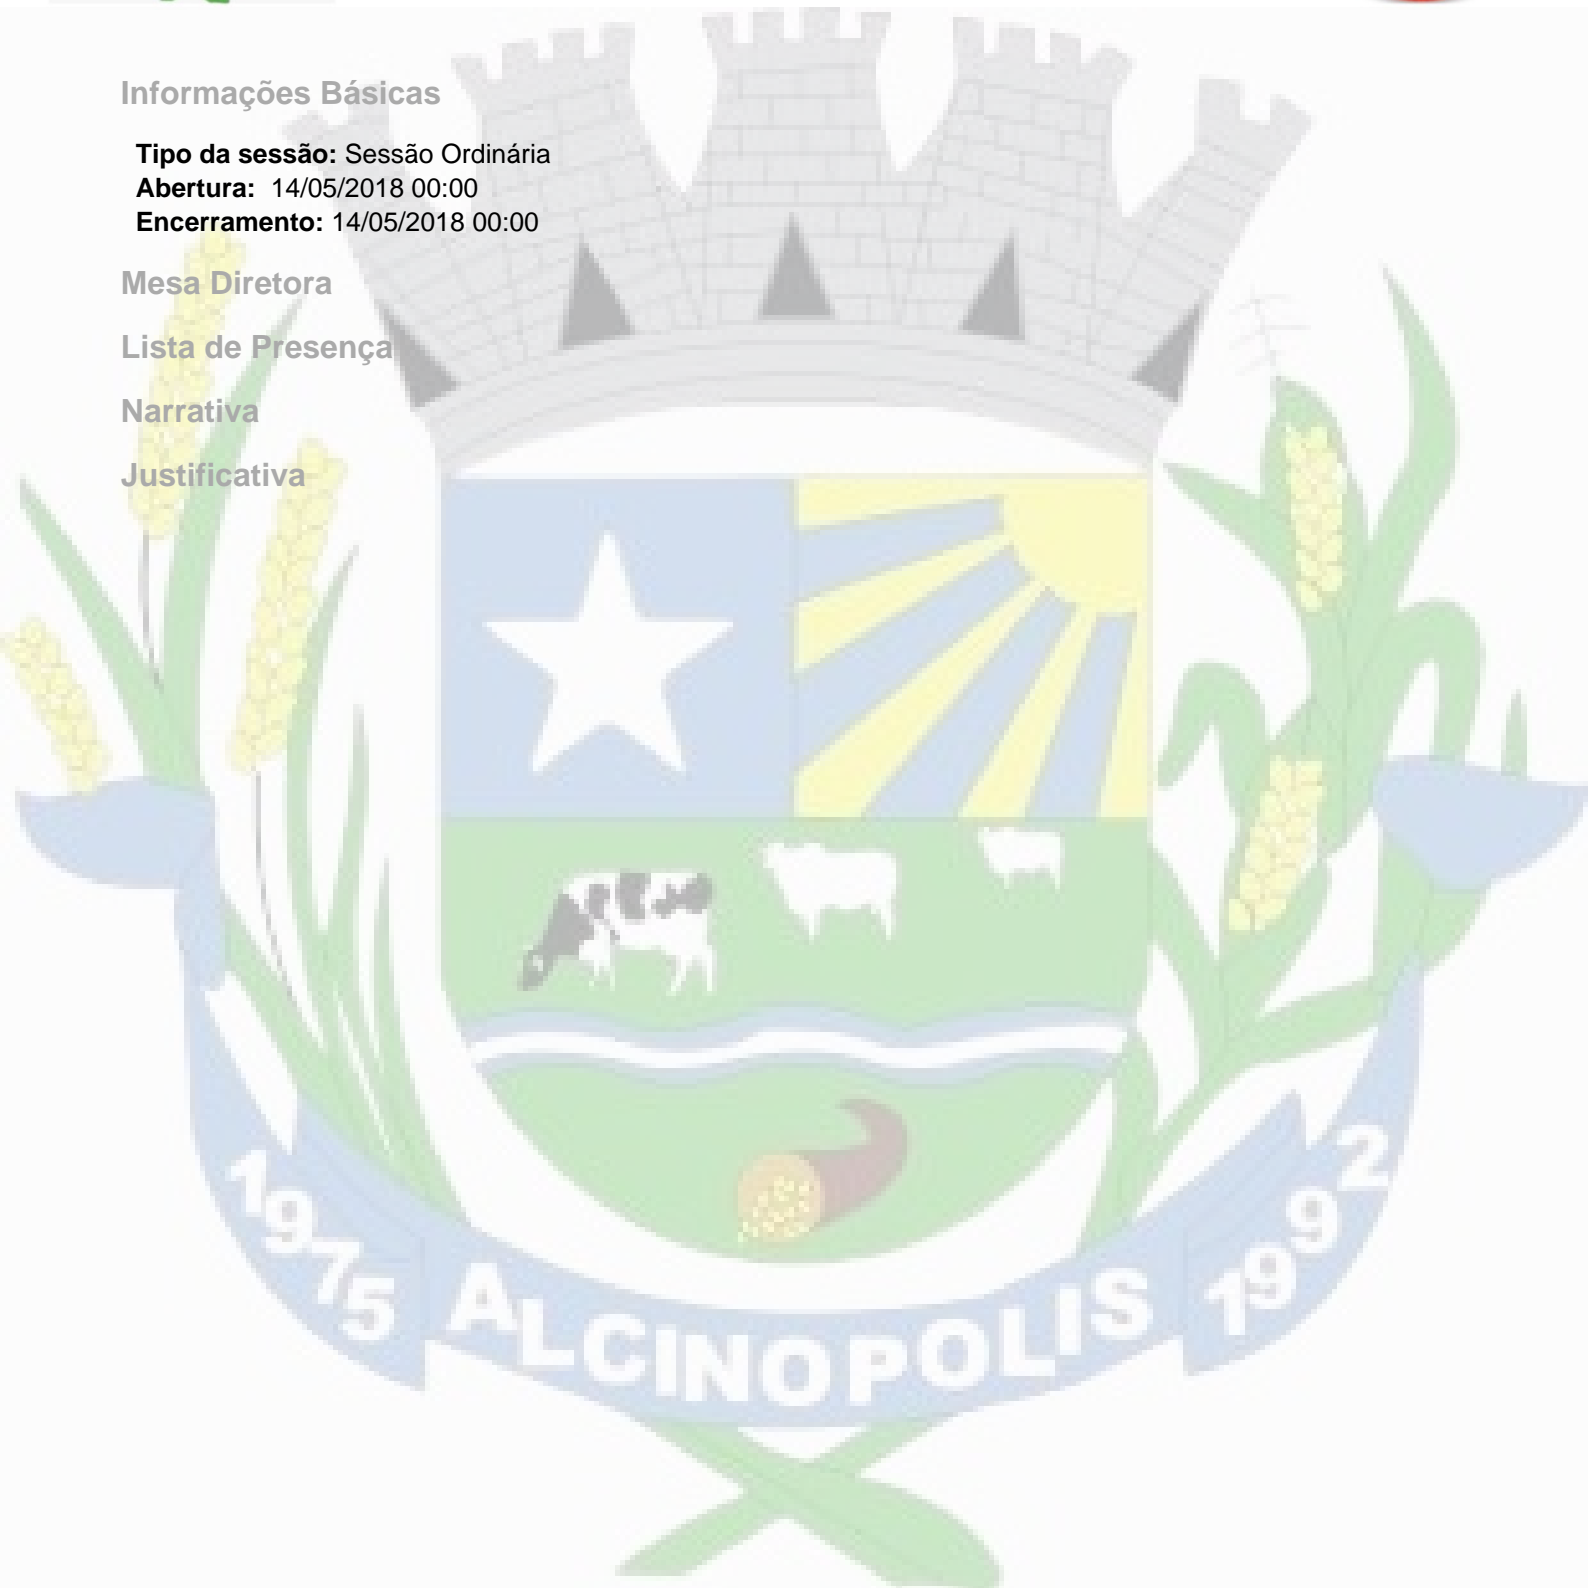 Informações Básicas
Tipo da sessão: Sessão Ordinária
Abertura: 14/05/2018 00:00
Encerramento: 14/05/2018 00:00
Mesa Diretora
Lista de Presença
Narrativa
Justificativa
1975 ALCINOPOLIS 1992